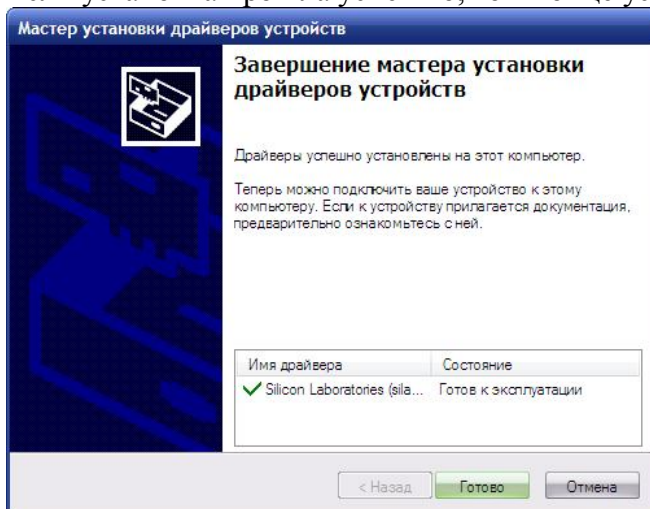 Мастер установки драйверов устройств
Завершение мастера установки
драйверов устройств
Драйверы успешно установлены на этот компьютер.
Теперь можно подключить ваше устройство к этому
компьютеру. Если к устройству прилагается документация,
предварительно ознакомьтесь с ней.
Имя драйвера Состояние
Silicon Laboratories (sila... Готов к эксплуатации
< Назад Готово Отмена